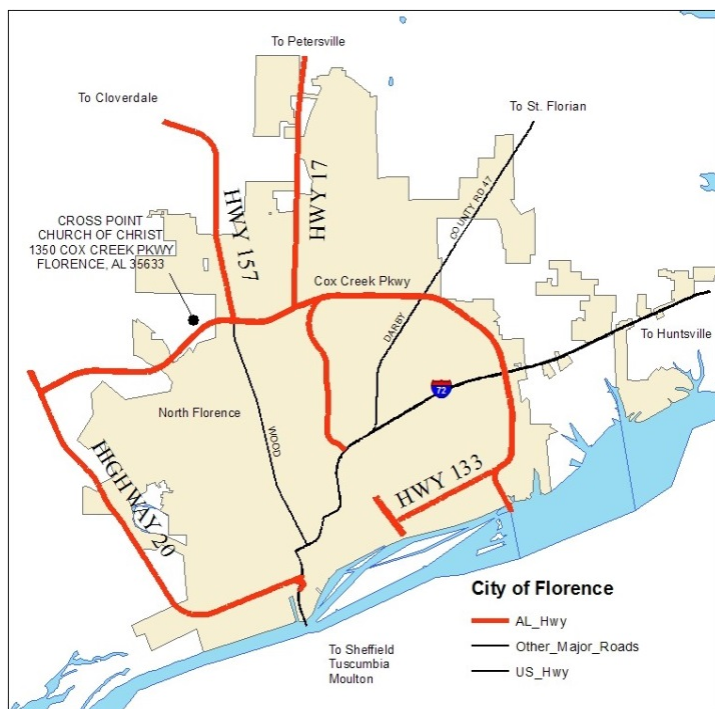 To Petersville
To Cloverdale
To St. Florian
HWY 17
COUNTY RD 47
HWY 157
CROSS POINT
CHURCH OF CHRIST
1350 COX CREEK PKWY
FLORENCE, AL 35633
Cox Creek Pkwy
DARBY
To Huntsville
72
North Florence
WOOD
HIGHWAY 20
HWY 133
City of Florence
AL_Hwy
Other_Major_Roads
US_Hwy
To Sheffield
Tuscumbia
Moulton